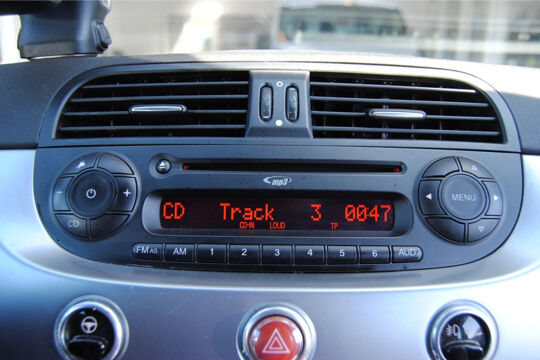 mp3
CD Track 3 0047
CD-IN LOUD TP
CD
MENU
FM AS AM 1 2 3 4 5 6 AUD